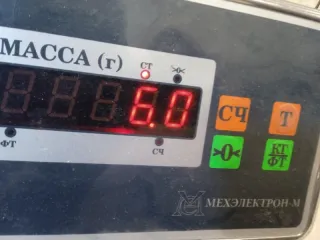 МАССА (г)
СТ
6.0
СЧ
Т
ФТ
СЧ
>0<
КГ
ФТ
МЕХЭЛЕКТРОН-М